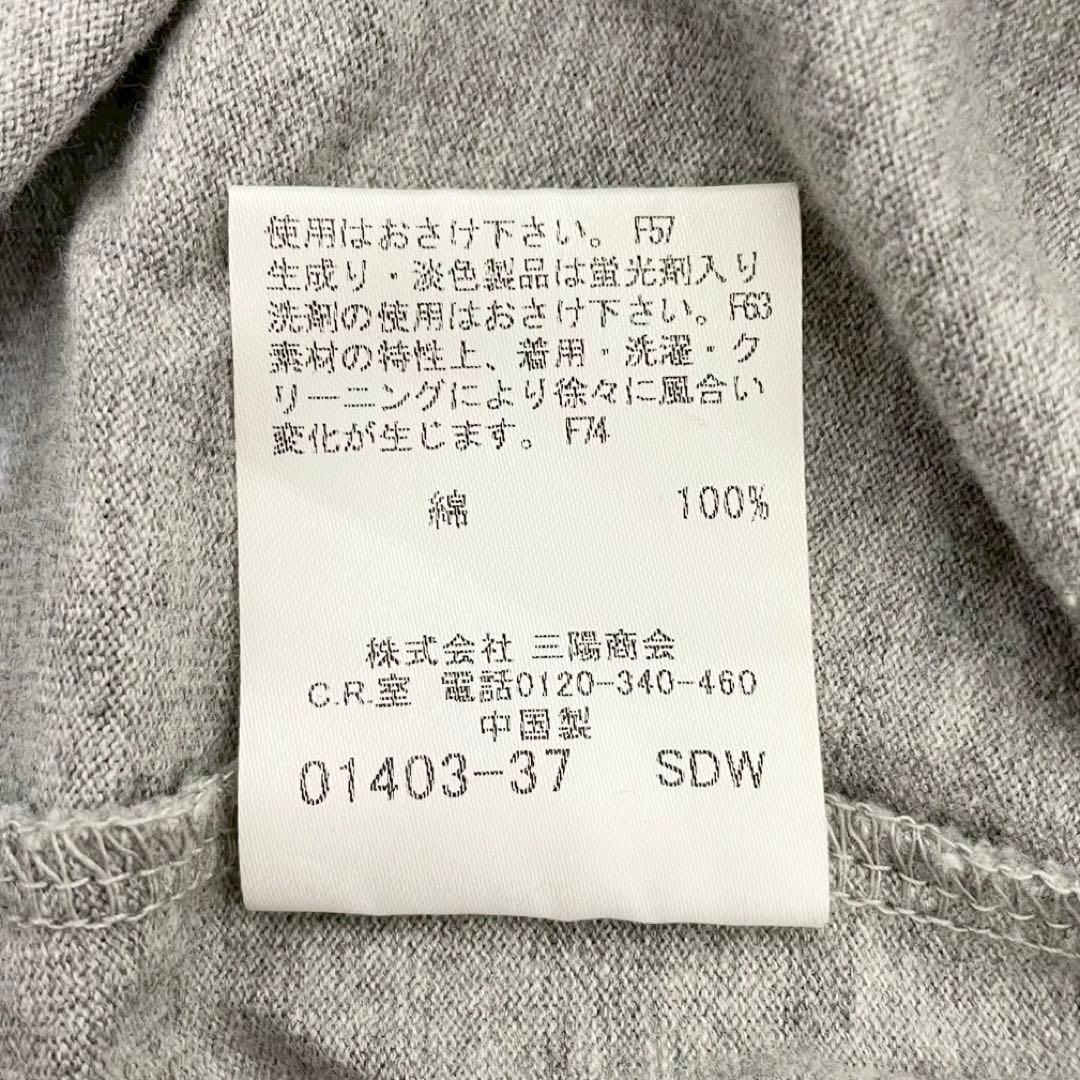 使用はおさけ下さい。 F57
生成り・淡色製品は蛍光剤入り
洗剤の使用はおさけ下さい。F63
素材の特性上、着用・洗濯・ク
リーニングにより徐々に風合い
変化が生じます。 F74
綿 100%
株式会社 三陽商会
C.R.室 電話0120-340-460
中国製
01403-37 SDW